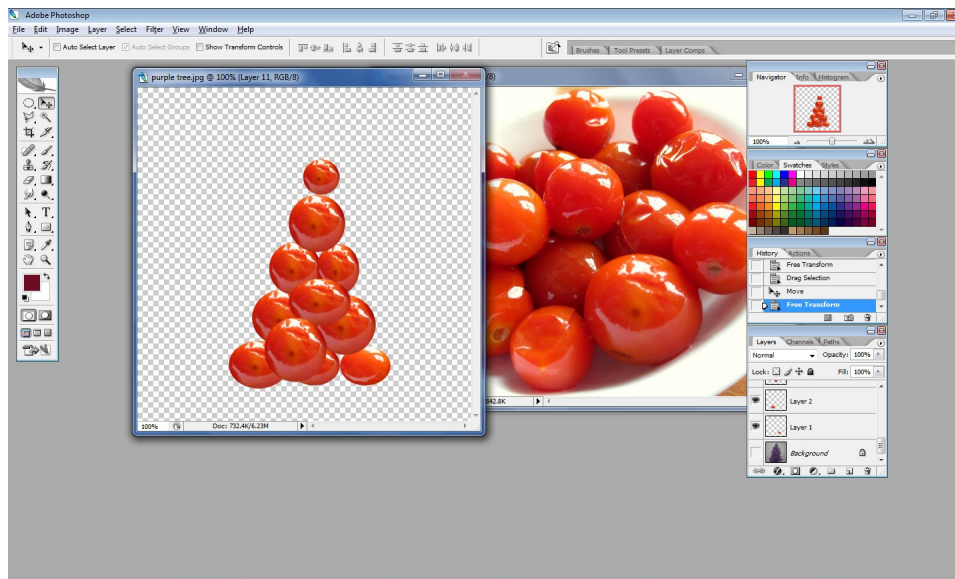 Adobe Photoshop
File Edit Image Layer Select Filter View Window Help
Auto Select Layer Auto Select Groups Show Transform Controls Brushes Tool Presets Layer Comps
purple tree.jpg @ 100% (Layer 11, RGB/8)
/8)
Navigator Info Histogram
100%
Color Swatches Styles
History Actions
Free Transform
Drag Selection
Move
Free Transform
Layers Channels Paths
Normal Opacity: 100%
Lock: Fill: 100%
Layer 2
Layer 1
Background
100% Doc: 732.4K/6.23M
842.8K